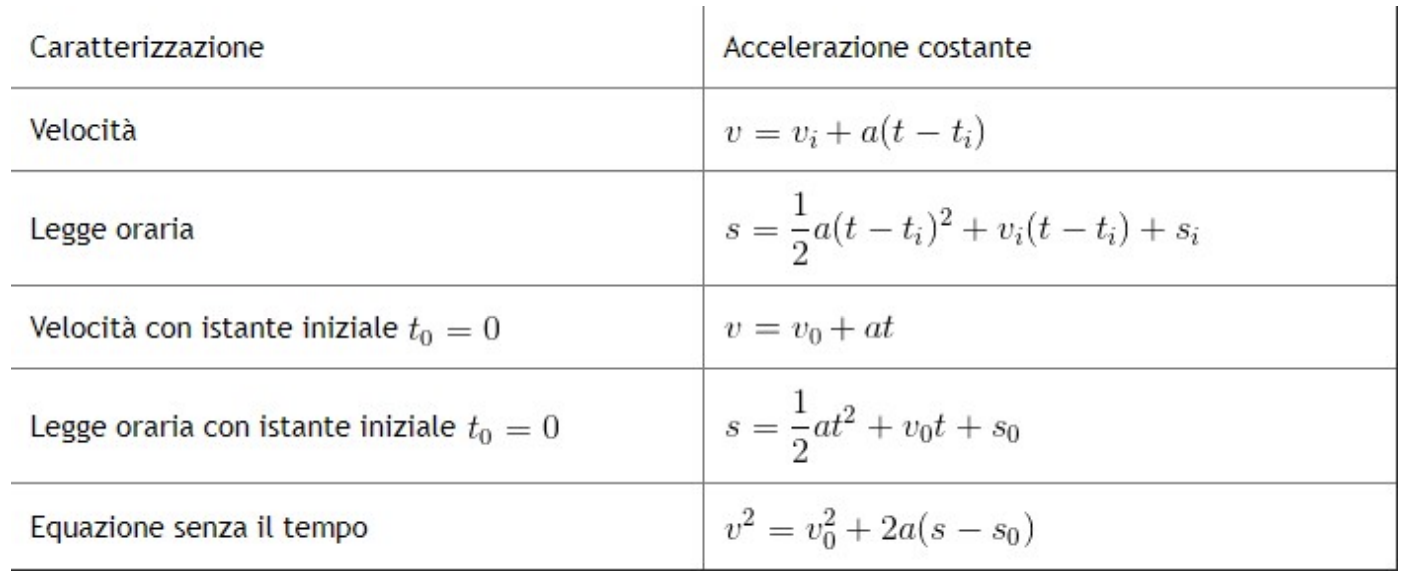 Caratterizzazione Accelerazione costante
Velocità v = v_i + a(t − t_i)
Legge oraria s = \frac{1}{2}a(t − t_i)^2 + v_i(t − t_i) + s_i
Velocità con istante iniziale t_0 = 0 v = v_0 + at
Legge oraria con istante iniziale t_0 = 0 s = \frac{1}{2}at^2 + v_0t + s_0
Equazione senza il tempo v^2 = v_0^2 + 2a(s − s_0)